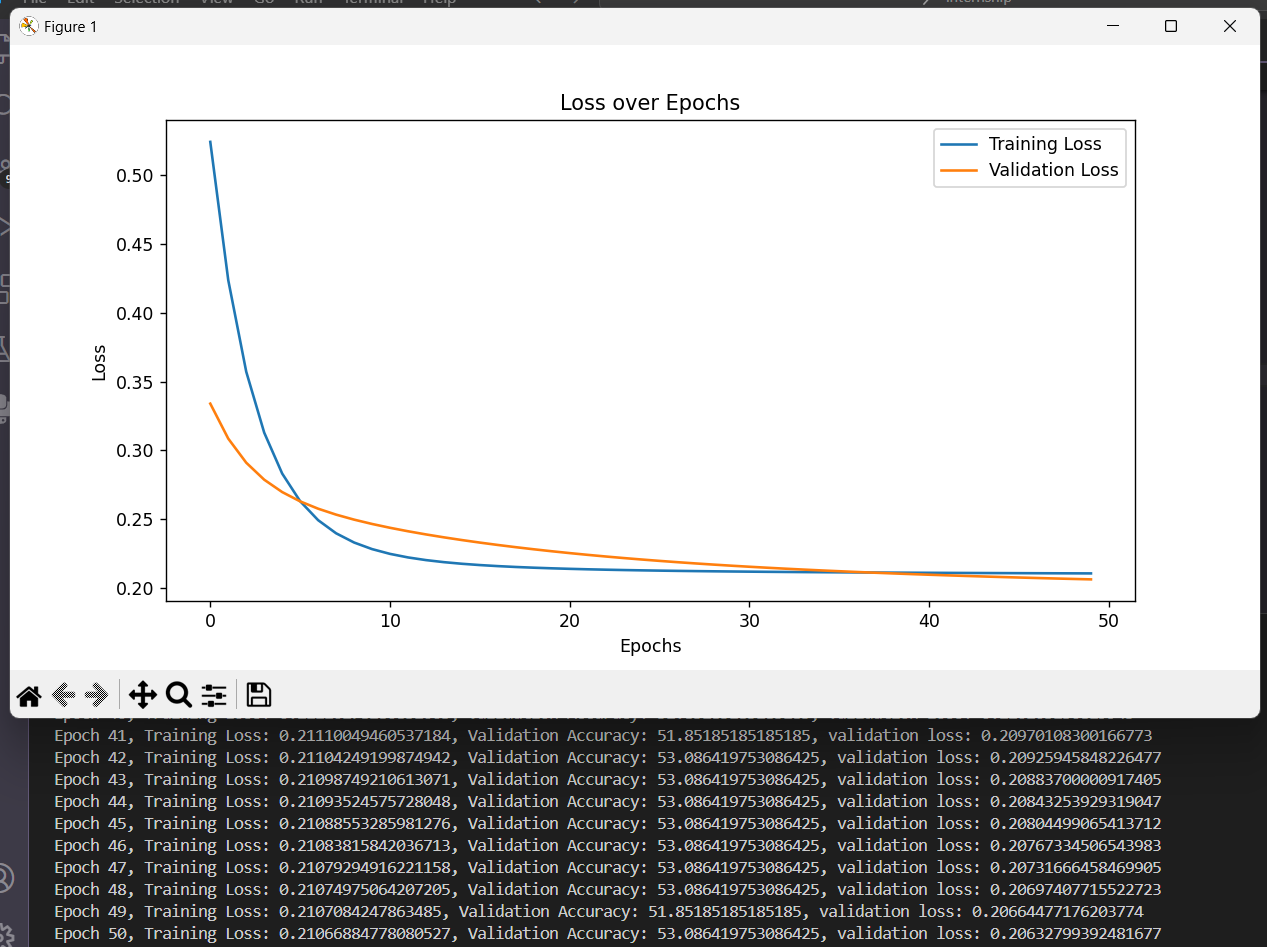 File Edit Selection View Go Run Terminal Help internship
Figure 1
Loss over Epochs
Training Loss
Validation Loss
0.50
0.45
0.40
0.35
0.30
0.25
0.20
Loss
0 10 20 30 40 50
Epochs
Epoch 41, Training Loss: 0.21110049460537184, Validation Accuracy: 51.85185185185185, validation loss: 0.20970108300166773
Epoch 42, Training Loss: 0.21104249199874942, Validation Accuracy: 53.086419753086425, validation loss: 0.20925945848226477
Epoch 43, Training Loss: 0.21098749210613071, Validation Accuracy: 53.086419753086425, validation loss: 0.20883700000917405
Epoch 44, Training Loss: 0.21093524575728048, Validation Accuracy: 53.086419753086425, validation loss: 0.20843253929319047
Epoch 45, Training Loss: 0.21088553285981276, Validation Accuracy: 53.086419753086425, validation loss: 0.20804499065413712
Epoch 46, Training Loss: 0.21083815842036713, Validation Accuracy: 53.086419753086425, validation loss: 0.20767334506543983
Epoch 47, Training Loss: 0.21079294916221158, Validation Accuracy: 53.086419753086425, validation loss: 0.20731666458469905
Epoch 48, Training Loss: 0.21074975064207205, Validation Accuracy: 53.086419753086425, validation loss: 0.20697407715522723
Epoch 49, Training Loss: 0.2107084247863485, Validation Accuracy: 51.85185185185185, validation loss: 0.20664477176203774
Epoch 50, Training Loss: 0.21066884778080527, Validation Accuracy: 53.086419753086425, validation loss: 0.20632799392481677